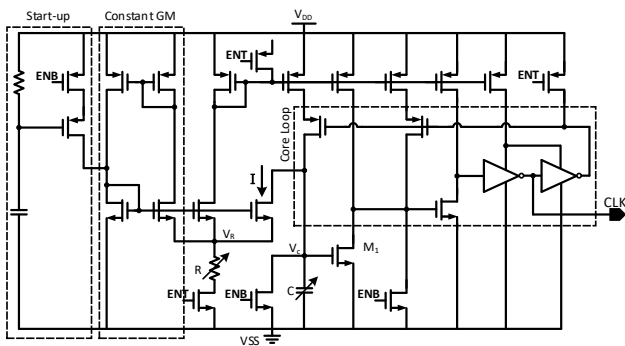 Start-up
Constant GM
VDD
ENT
ENB
ENT
Core Loop
I
CLK
VR
Vc
M1
R
C
ENT
ENB
ENB
VSS